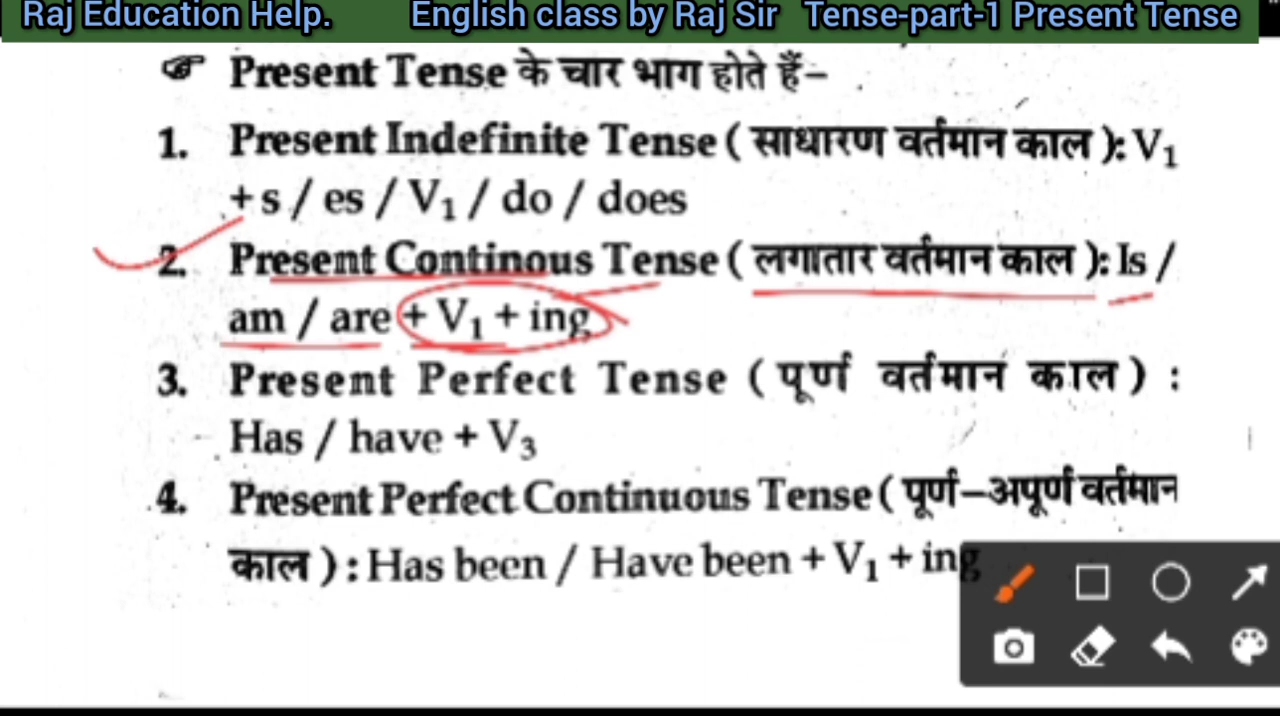 Raj Education Help. English class by Raj Sir Tense-part-1 Present Tense
☞ Present Tense के चार भाग होते हैं–
1. Present Indefinite Tense ( साधारण वर्तमान काल ): V₁
+ s / es / V₁ / do / does
2. Present Continous Tense ( लगातार वर्तमान काल ): Is /
am / are + V₁ + ing
3. Present Perfect Tense ( पूर्ण वर्तमान काल ) :
Has / have + V₃
4. Present Perfect Continuous Tense ( पूर्ण–अपूर्ण वर्तमान
काल ) : Has been / Have been + V₁ + ing